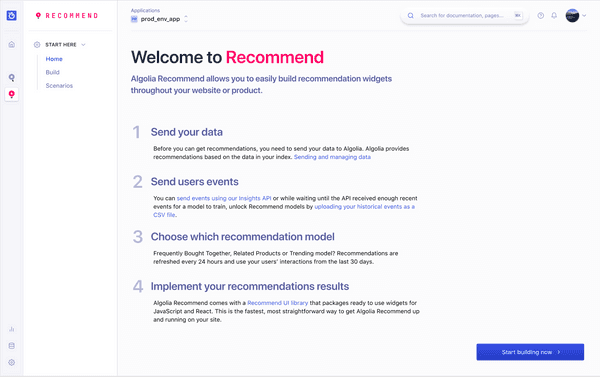 RECOMMEND
Applications
prod_env_app
Search for documentation, pages...
START HERE
Home
Build
Scenarios
Welcome to Recommend
Algolia Recommend allows you to easily build recommendation widgets
throughout your website or product.
1 Send your data
Before you can get recommendations, you need to send your data to Algolia. Algolia provides
recommendations based on the data in your index. Sending and managing data
2 Send users events
You can send events using our Insights API or while waiting until the API received enough recent
events for a model to train, unlock Recommend models by uploading your historical events as a
CSV file.
3 Choose which recommendation model
Frequently Bought Together, Related Products or Trending model? Recommendations are
refreshed every 24 hours and use your users' interactions from the last 30 days.
4 Implement your recommendations results
Algolia Recommend comes with a Recommend UI library that packages ready to use widgets for
JavaScript and React. This is the fastest, most straightforward way to get Algolia Recommend up
and running on your site.
Start building now